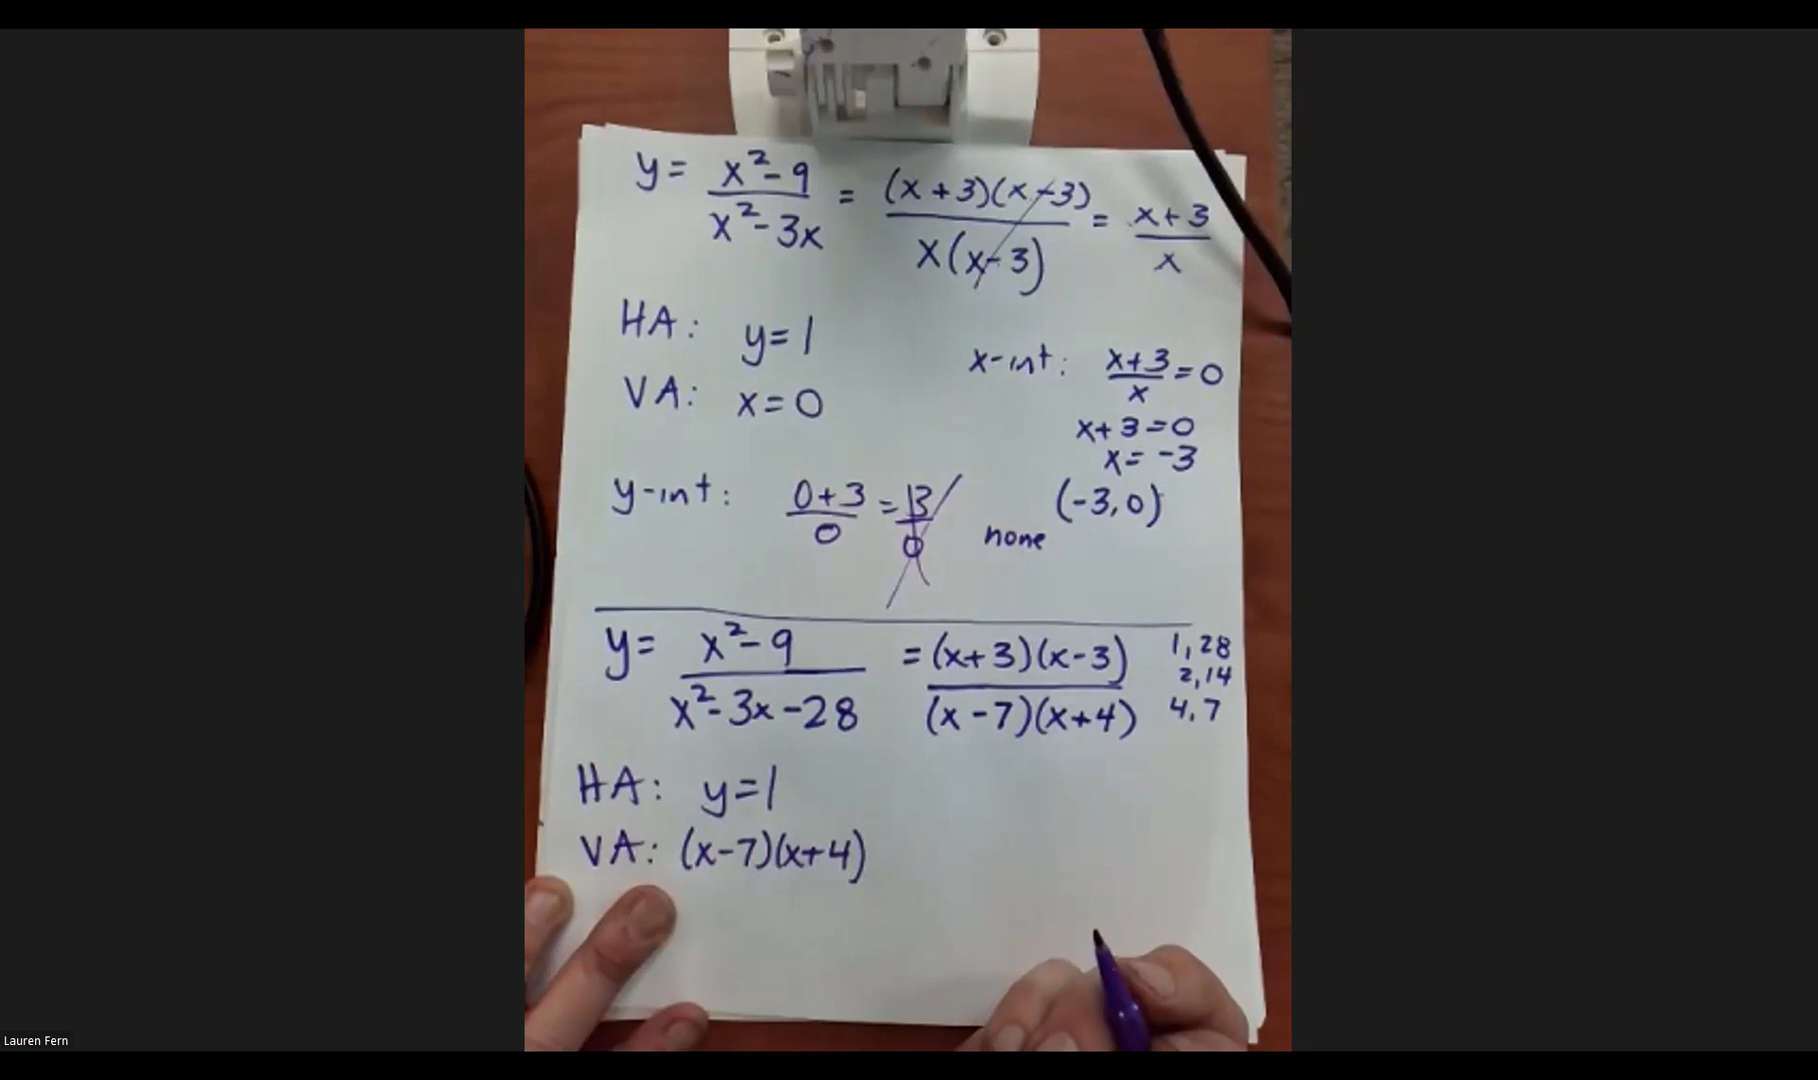 y = x² - 9 / x² - 3x = (x + 3)(x - 3) / x(x - 3) = x + 3 / x
HA: y = 1
VA: x = 0
x-int: x + 3 / x = 0
x + 3 = 0
x = -3
(-3, 0)
y-int: 0 + 3 / 0 = 3 / 0 none
y = x² - 9 / x² - 3x - 28 = (x + 3)(x - 3) / (x - 7)(x + 4)
1, 28
2, 14
4, 7
HA: y = 1
VA: (x - 7)(x + 4)
Lauren Fern